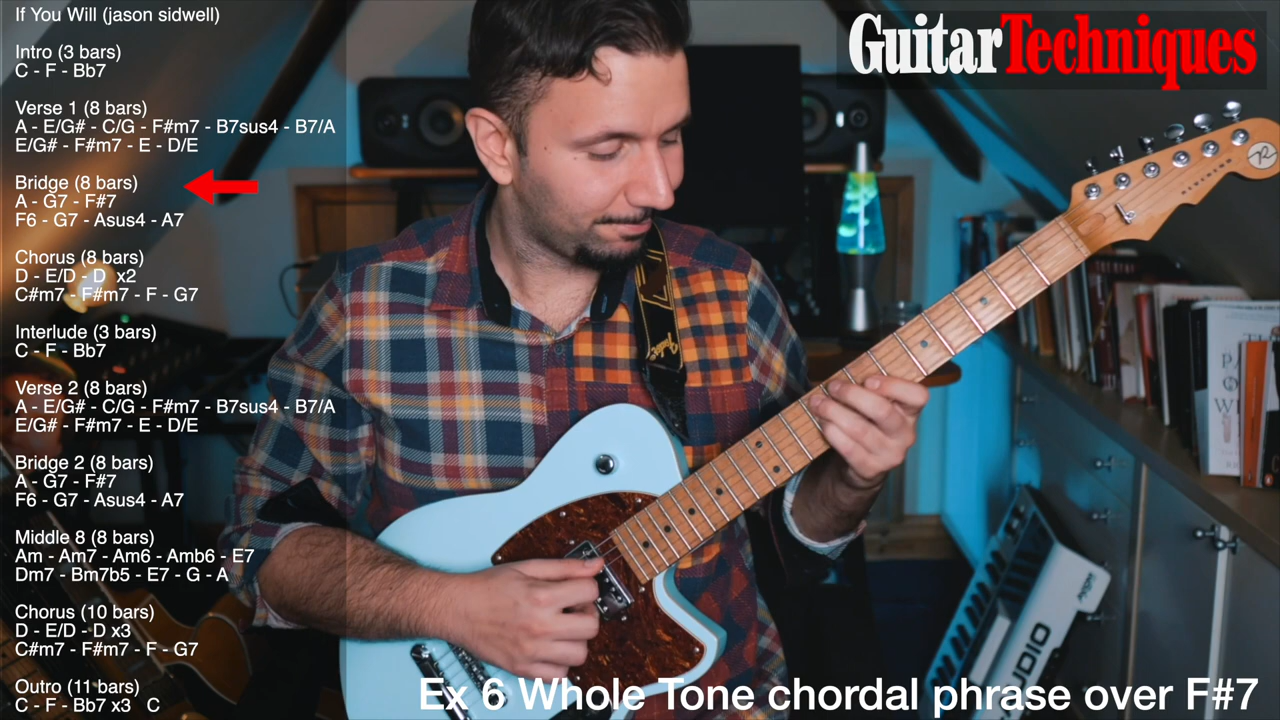 If You Will (jason sidwell)
Intro (3 bars)
C - F - Bb7
Verse 1 (8 bars)
A - E/G# - C/G - F#m7 - B7sus4 - B7/A
E/G# - F#m7 - E - D/E
Bridge (8 bars)
A - G7 - F#7
F6 - G7 - Asus4 - A7
Chorus (8 bars)
D - E/D - D x2
C#m7 - F#m7 - F - G7
Interlude (3 bars)
C - F - Bb7
Verse 2 (8 bars)
A - E/G# - C/G - F#m7 - B7sus4 - B7/A
E/G# - F#m7 - E - D/E
Bridge 2 (8 bars)
A - G7 - F#7
F6 - G7 - Asus4 - A7
Middle 8 (8 bars)
Am - Am7 - Am6 - Amb6 - E7
Dm7 - Bm7b5 - E7 - G - A
Chorus (10 bars)
D - E/D - D x3
C#m7 - F#m7 - F - G7
Outro (11 bars)
C - F - Bb7 x3 C
GuitarTechniques
Ex 6 Whole Tone chordal phrase over F#7